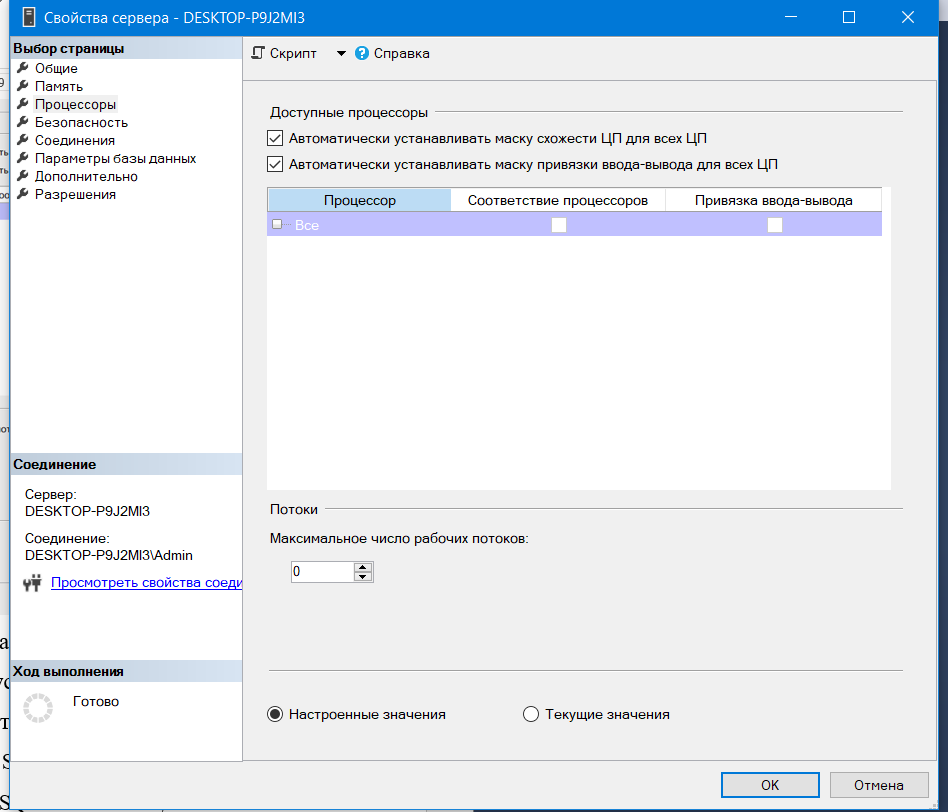 Свойства сервера - DESKTOP-P9J2MI3
Выбор страницы
Общие
Память
Процессоры
Безопасность
Соединения
Параметры базы данных
Дополнительно
Разрешения
Скрипт
Справка
Доступные процессоры
Автоматически устанавливать маску схожести ЦП для всех ЦП
Автоматически устанавливать маску привязки ввода-вывода для всех ЦП
Процессор Соответствие процессоров Привязка ввода-вывода
Все
Соединение
Сервер:
DESKTOP-P9J2MI3
Соединение:
DESKTOP-P9J2MI3\Admin
Просмотреть свойства соеди
Потоки
Максимальное число рабочих потоков:
0
Ход выполнения
Готово
Настроенные значения
Текущие значения
OK
Отмена